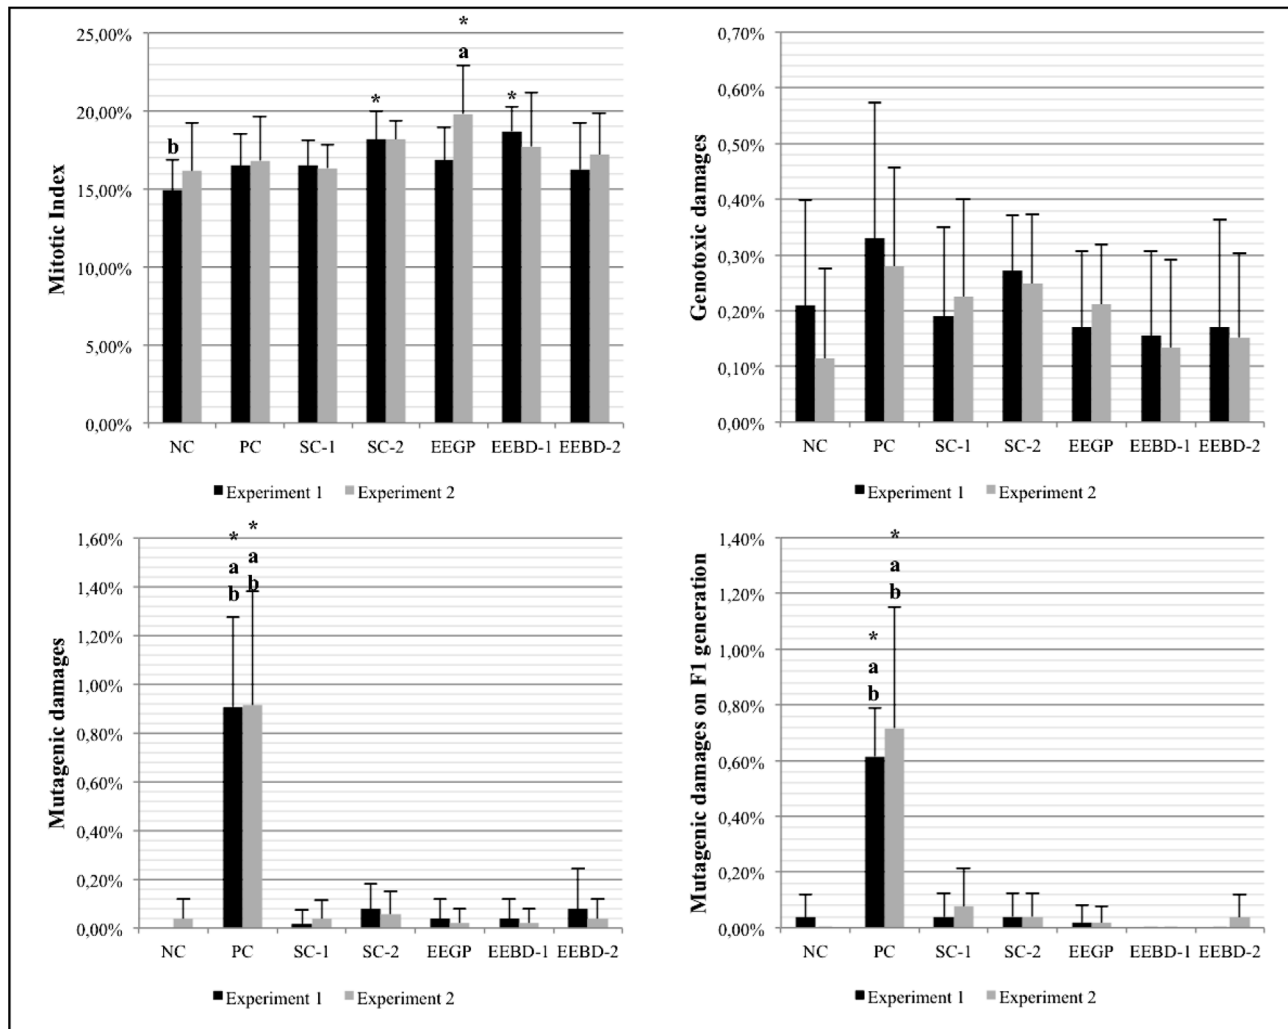 Mitotic Index
25,00%
20,00%
15,00%
10,00%
5,00%
0,00%
b
*
*
a
*
NC PC SC-1 SC-2 EEGP EEBD-1 EEBD-2
Experiment 1 Experiment 2
Genotoxic damages
0,70%
0,60%
0,50%
0,40%
0,30%
0,20%
0,10%
0,00%
NC PC SC-1 SC-2 EEGP EEBD-1 EEBD-2
Experiment 1 Experiment 2
Mutagenic damages
1,60%
1,40%
1,20%
1,00%
0,80%
0,60%
0,40%
0,20%
0,00%
* *
a a
b b
NC PC SC-1 SC-2 EEGP EEBD-1 EEBD-2
Experiment 1 Experiment 2
Mutagenic damages on F1 generation
1,40%
1,20%
1,00%
0,80%
0,60%
0,40%
0,20%
0,00%
*
a
b
*
a
b
NC PC SC-1 SC-2 EEGP EEBD-1 EEBD-2
Experiment 1 Experiment 2